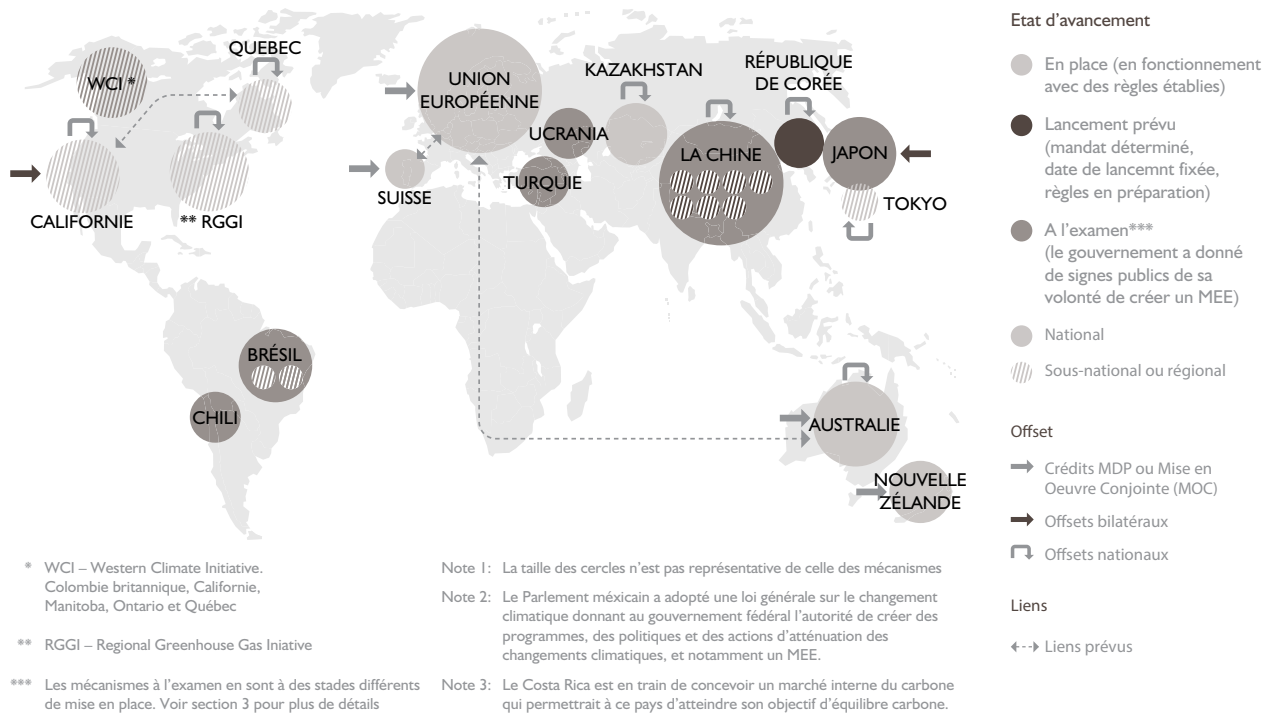 QUEBEC
WCI *
CALIFORNIE
** RGGI
UNION
EUROPÉENNE
SUISSE
UCRANIA
TURQUIE
KAZAKHSTAN
RÉPUBLIQUE
DE CORÉE
LA CHINE
JAPON
TOKYO
BRÉSIL
CHILI
AUSTRALIE
NOUVELLE
ZÉLANDE
Etat d’avancement
En place (en fonctionnement
avec des règles établies)
Lancement prévu
(mandat déterminé,
date de lancemnt fixée,
règles en préparation)
A l’examen***
(le gouvernement a donné
de signes publics de sa
volonté de créer un MEE)
National
Sous-national ou régional
Offset
Crédits MDP ou Mise en
Oeuvre Conjointe (MOC)
Offsets bilatéraux
Offsets nationaux
Liens
Liens prévus
* WCI – Western Climate Initiative.
Colombie britannique, Californie,
Manitoba, Ontario et Québec
** RGGI – Regional Greenhouse Gas Iniative
*** Les mécanismes à l’examen en sont à des stades différents
de mise en place. Voir section 3 pour plus de détails
Note 1: La taille des cercles n’est pas représentative de celle des mécanismes
Note 2: Le Parlement méxicain a adopté une loi générale sur le changement
climatique donnant au gouvernement fédéral l’autorité de créer des
programmes, des politiques et des actions d’atténuation des
changements climatiques, et notamment un MEE.
Note 3: Le Costa Rica est en train de concevoir un marché interne du carbone
qui permettrait à ce pays d’atteindre son objectif d’équilibre carbone.